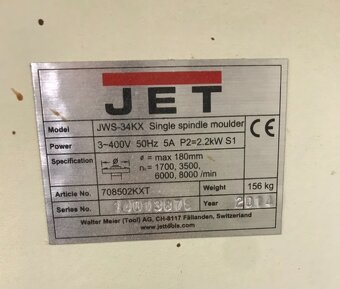 JET
Model JWS-34KX Single spindle moulder
Power 3~400V 50Hz 5A P2=2.2kW S1
Specification ø = max 180mm
n₀= 1700, 3500,
6000, 8000 /min
CE
Article No. 708502KXT Weight 156 kg
Series No. Year
Walter Meier (Tool) AG, CH-8117 Fällanden, Switzerland
www.jettools.com